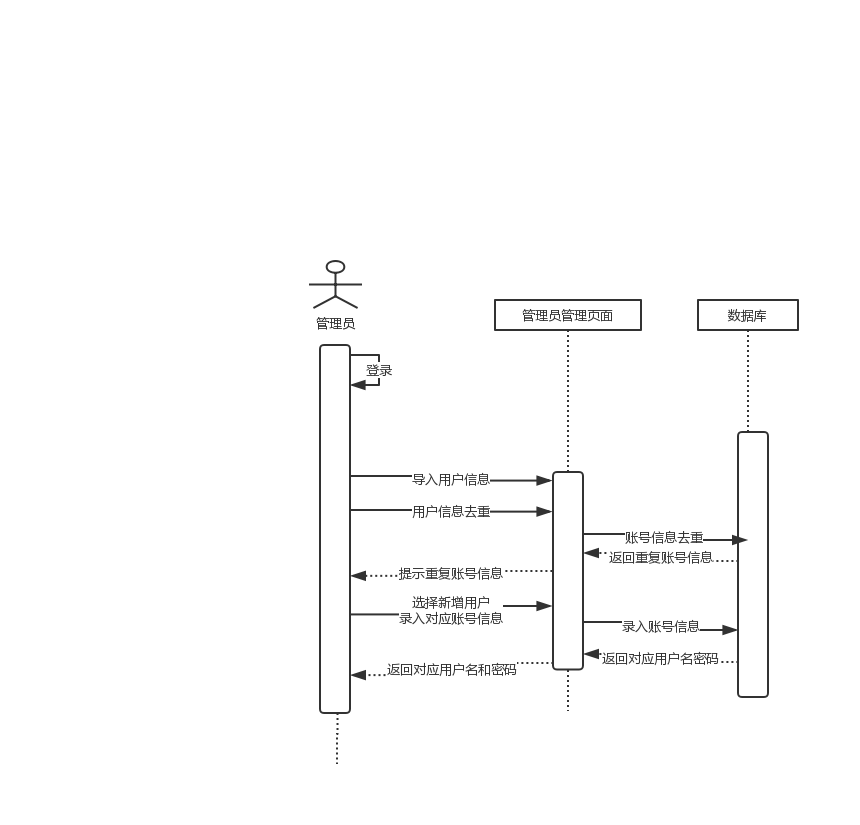 管理员
管理员管理页面
数据库
登录
导入用户信息
用户信息去重
账号信息去重
返回重复账号信息
提示重复账号信息
选择新增用户
录入对应账号信息
录入账号信息
返回对应用户名密码
返回对应用户名和密码